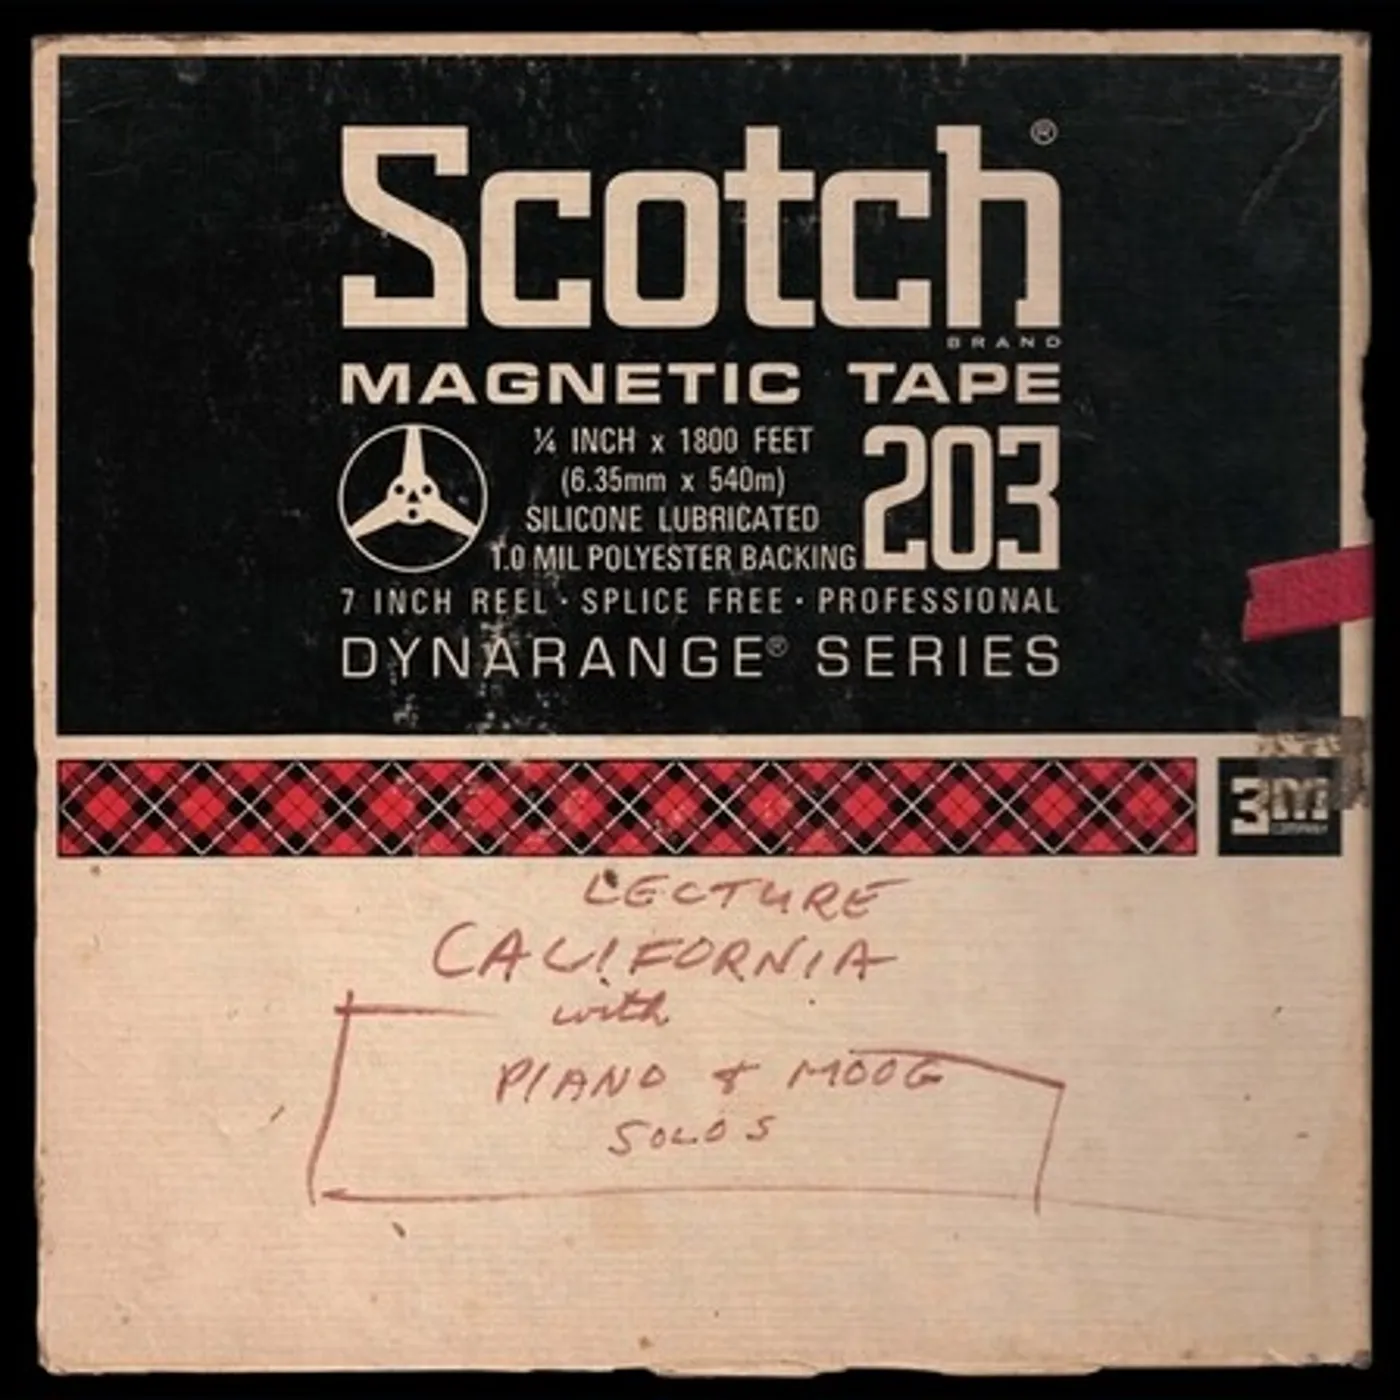 Scotch®
BRAND
MAGNETIC TAPE
¼ INCH x 1800 FEET
(6.35mm x 540m)
SILICONE LUBRICATED
1.0 MIL POLYESTER BACKING
203
7 INCH REEL · SPLICE FREE · PROFESSIONAL
DYNARANGE® SERIES
3M
COMPANY
LECTURE
CALIFORNIA
with
PIANO & MOOG
SOLOS